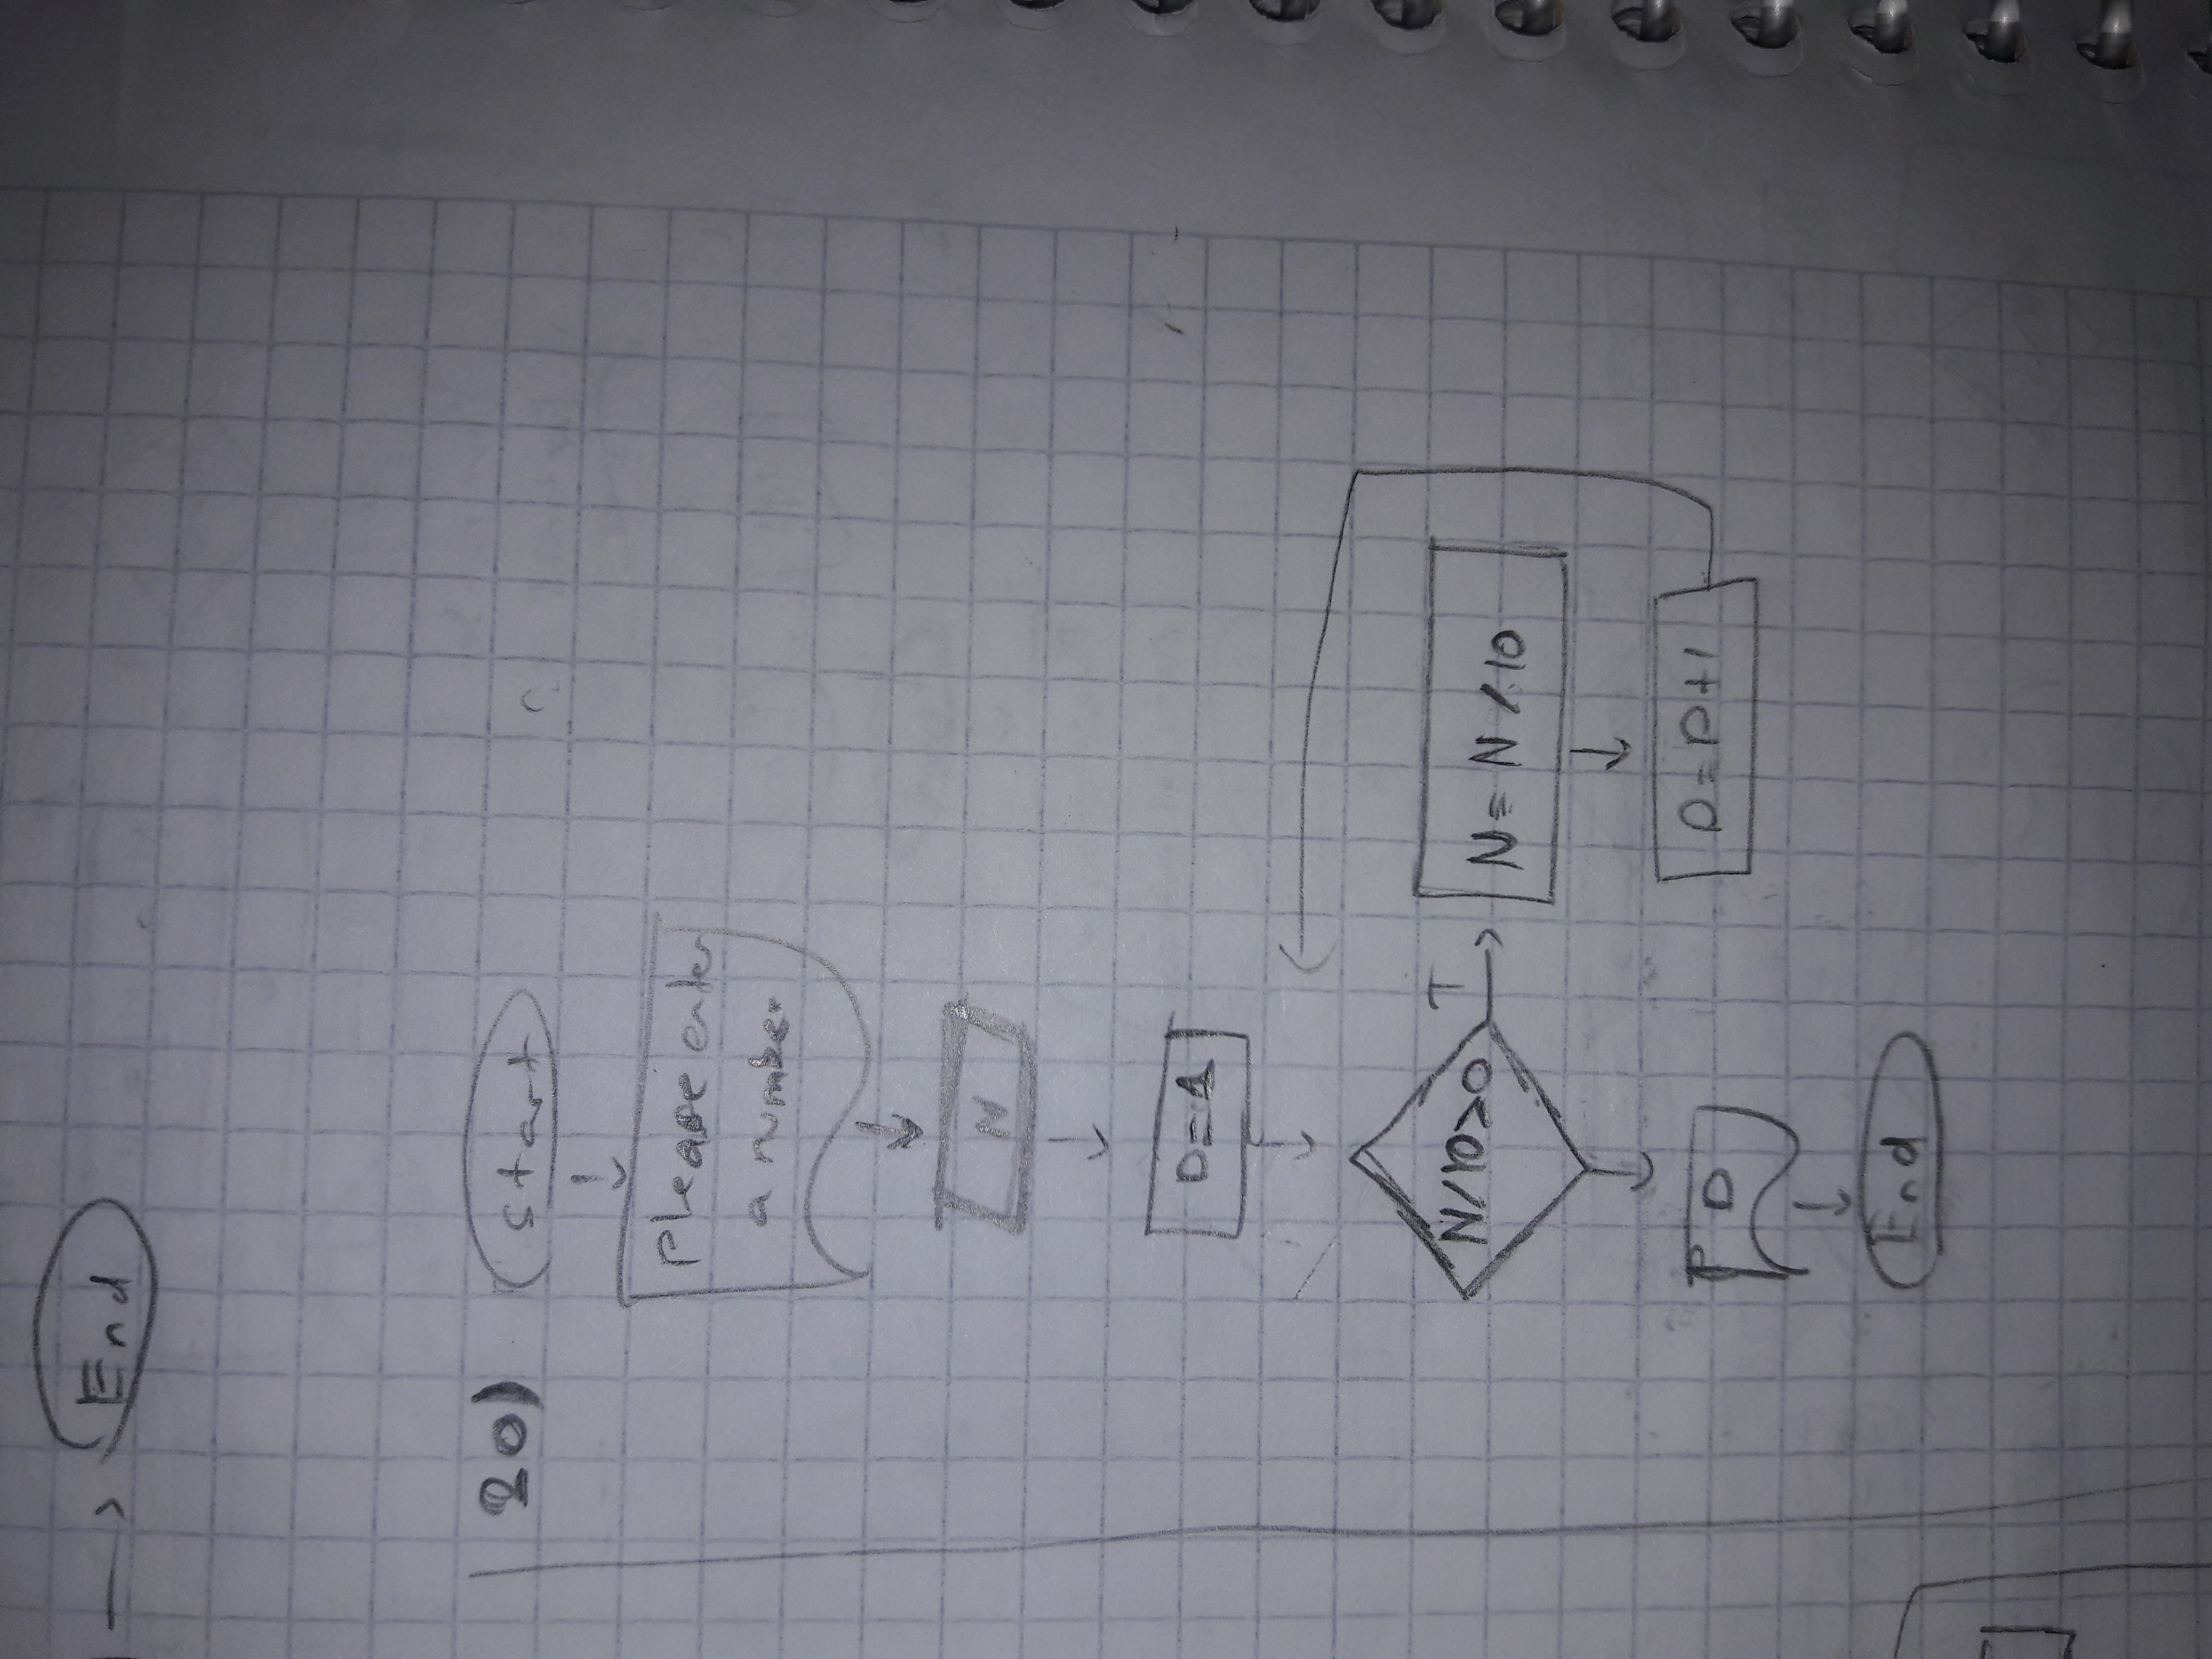 End
20)
Start
Please enter
a number
N
D=1
N/10>0
T
N= N/10
D=D+1
D
End